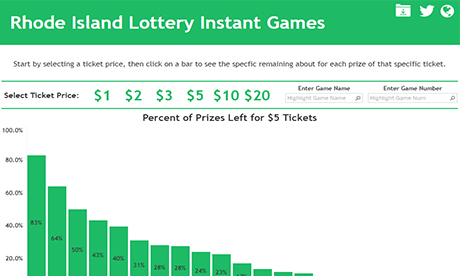 Rhode Island Lottery Instant Games
Start by selecting a ticket price, then click on a bar to see the specfic remaining about for each prize of that specific ticket.
Select Ticket Price: $1 $2 $3 $5 $10 $20
Enter Game Name Enter Game Number
Highlight Game Name Highlight Game Num
Percent of Prizes Left for $5 Tickets
100.0%
80.0%
60.0%
40.0%
20.0%
83% 64% 50% 43% 40% 31% 28% 28% 24% 23% 17%